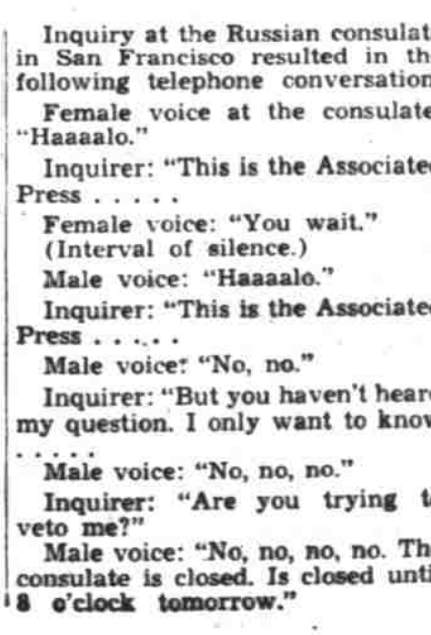 Inquiry at the Russian consulat
in San Francisco resulted in th
following telephone conversation
Female voice at the consulate
"Haaaalo."
Inquirer: "This is the Associated
Press . . . . .
Female voice: "You wait."
(Interval of silence.)
Male voice: "Haaaalo."
Inquirer: "This is the Associated
Press . . . . .
Male voice: "No, no."
Inquirer: "But you haven't heard
my question. I only want to know
. . . . .
Male voice: "No, no, no."
Inquirer: "Are you trying t
veto me?"
Male voice: "No, no, no, no. Th
consulate is closed. Is closed unti
8 o'clock tomorrow."